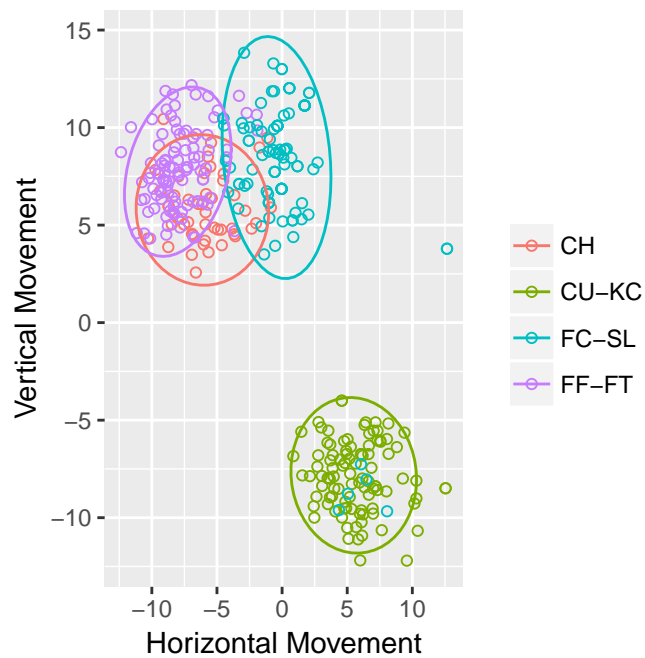 15
10
5
0
−5
−10
Vertical Movement
−10 −5 0 5 10
Horizontal Movement
CH
CU−KC
FC−SL
FF−FT